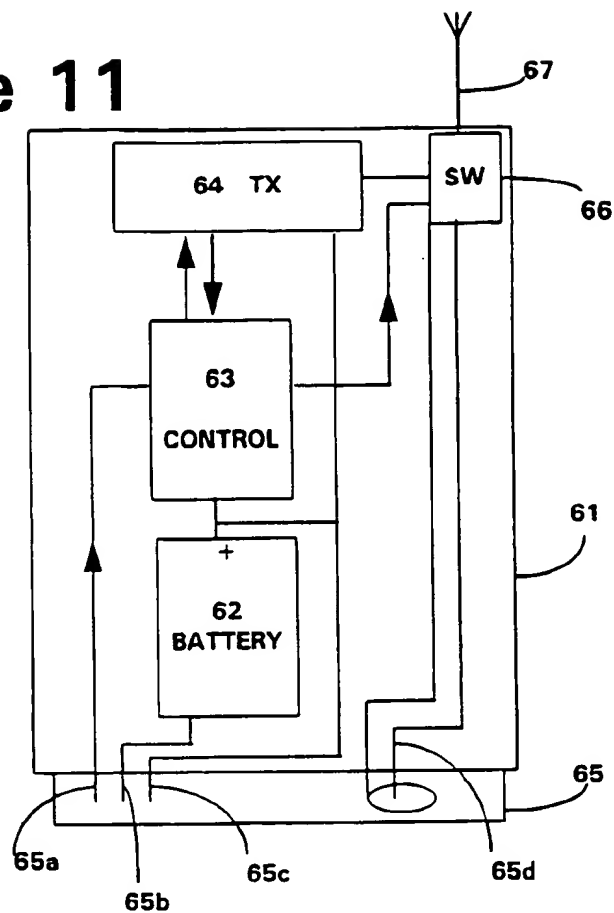 e 11
67
64 TX
SW
66
63
CONTROL
61
+
62
BATTERY
65
65a
65c
65d
65b